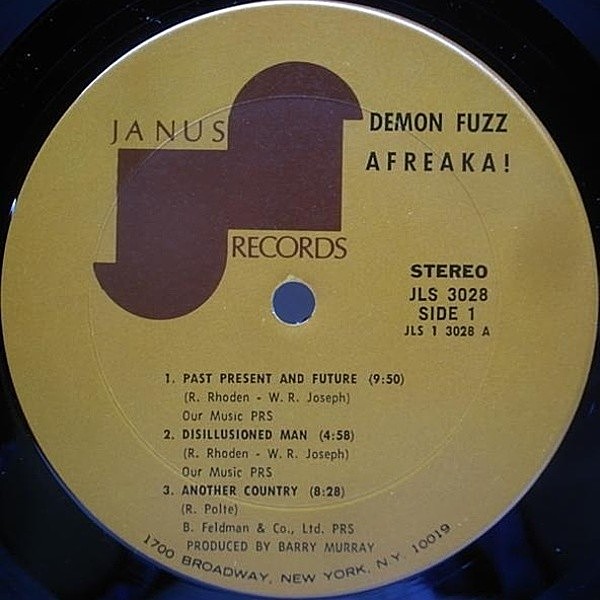 JANUS
RECORDS
DEMON FUZZ
AFREAKA!
STEREO
JLS 3028
SIDE 1
JLS 1 3028 A
1. PAST PRESENT AND FUTURE (9:50)
(R. Rhoden - W. R. Joseph)
Our Music PRS
2. DISILLUSIONED MAN (4:58)
(R. Rhoden - W. R. Joseph)
Our Music PRS
3. ANOTHER COUNTRY (8:28)
(R. Polte)
B. Feldman & Co., Ltd. PRS
PRODUCED BY BARRY MURRAY
1700 BROADWAY, NEW YORK, N.Y. 10019